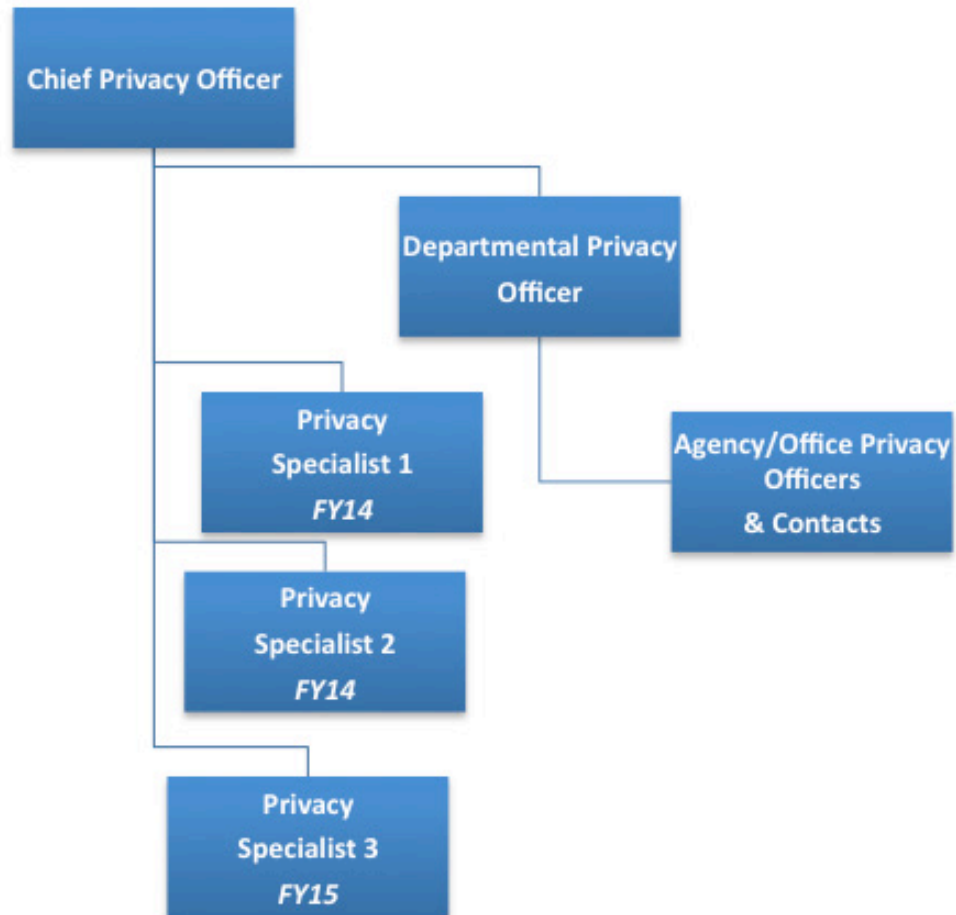 Chief Privacy Officer
Departmental Privacy
Officer
Privacy
Specialist 1
FY14
Agency/Office Privacy
Officers
& Contacts
Privacy
Specialist 2
FY14
Privacy
Specialist 3
FY15